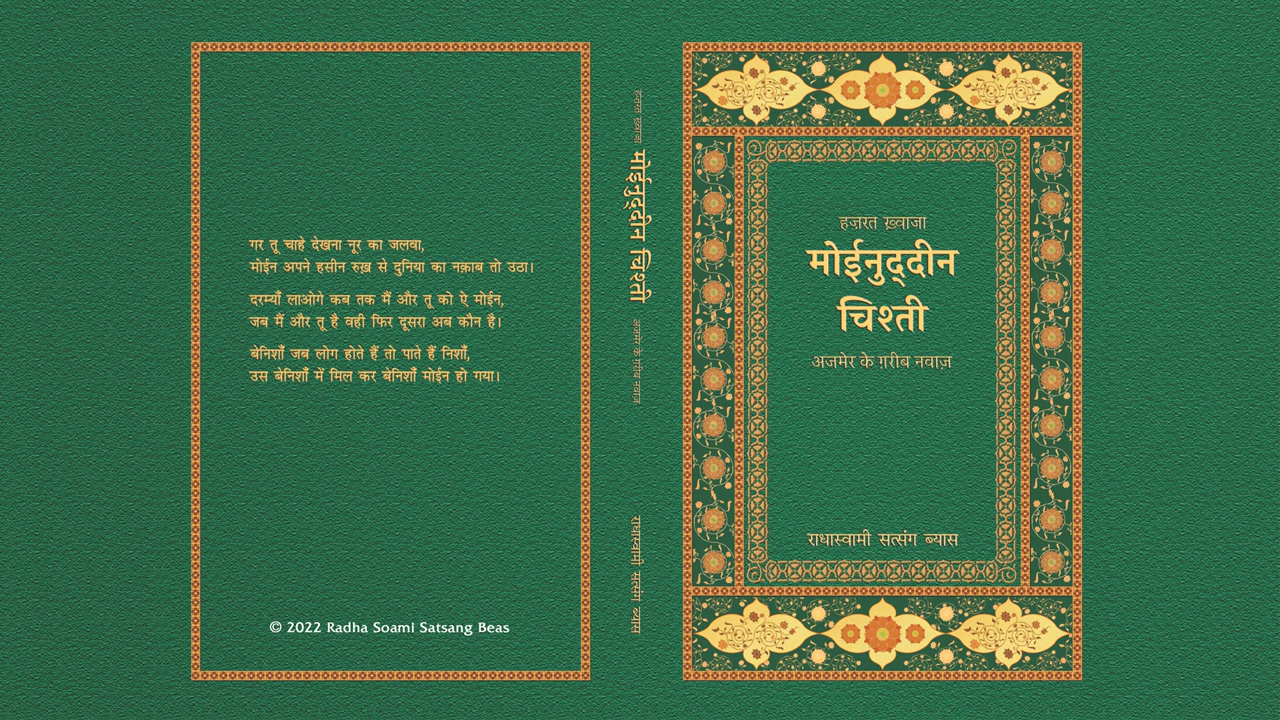 गर तू चाहे देखना नूर का जलवा,
मोईन अपने हसीन रुख़ से दुनिया का नक़ाब तो उठा।
दरम्याँ लाओगे कब तक मैं और तू को ऐ मोईन,
जब मैं और तू है वही फिर दूसरा अब कौन है।
बेनिशाँ जब लोग होते हैं तो पाते हैं निशाँ,
उस बेनिशाँ में मिल कर बेनिशाँ मोईन हो गया।
© 2022 Radha Soami Satsang Beas
हज़रत ख़्वाजा मोईनुद्दीन चिश्ती अजमेर के ग़रीब नवाज़ राधास्वामी सत्संग ब्यास
हज़रत ख़्वाजा
मोईनुद्दीन
चिश्ती
अजमेर के ग़रीब नवाज़
राधास्वामी सत्संग ब्यास